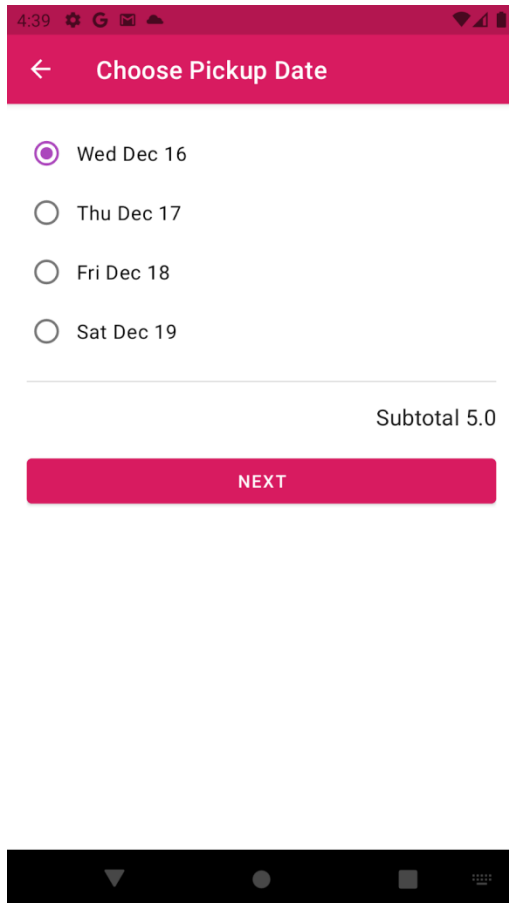 4:39
Choose Pickup Date
Wed Dec 16
Thu Dec 17
Fri Dec 18
Sat Dec 19
Subtotal 5.0
NEXT